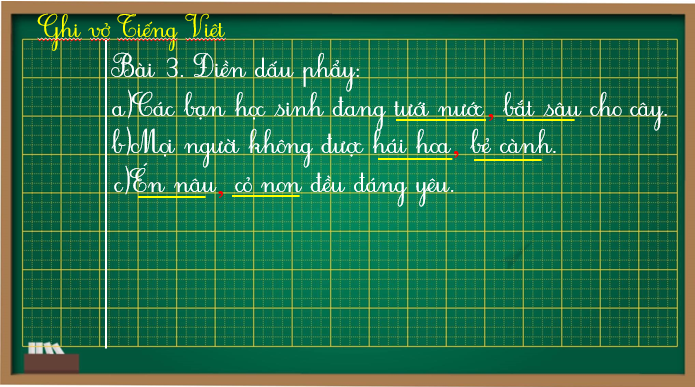 Ghi vở Tiếng Việt
Bài 3. Điền dấu phẩy:
a)Các bạn học sinh đang tưới nước, bắt sâu cho cây.
b)Mọi người không được hái hoa, bẻ cành.
c)Én nâu, cỏ non đều đáng yêu.